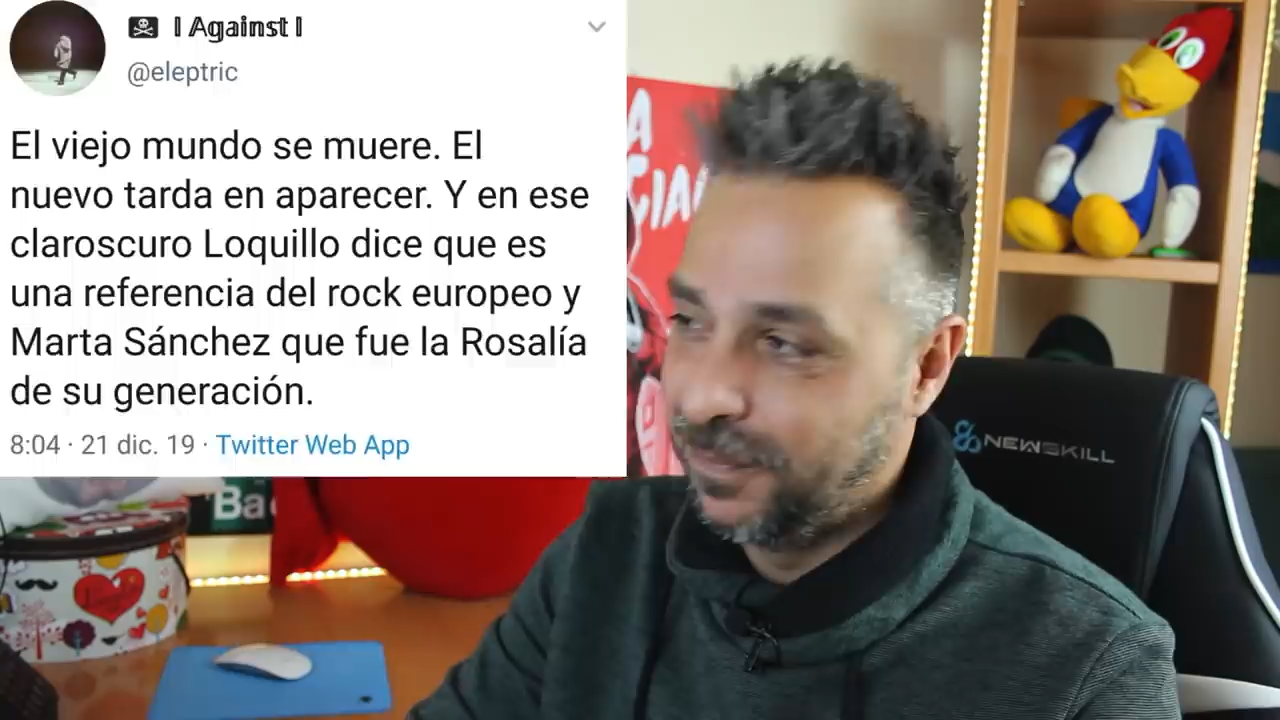 I Against I
@eleptric
El viejo mundo se muere. El
nuevo tarda en aparecer. Y en ese
claroscuro Loquillo dice que es
una referencia del rock europeo y
Marta Sánchez que fue la Rosalía
de su generación.
8:04 · 21 dic. 19 · Twitter Web App
NEWSKILL